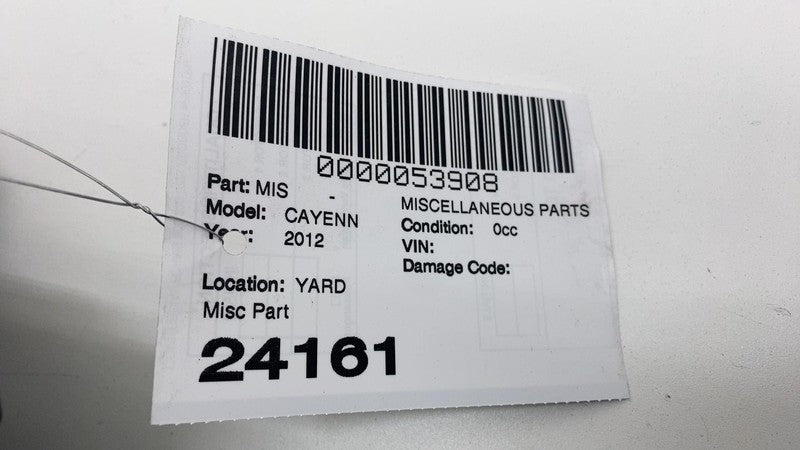 0000053908
Part: MIS -
MISCELLANEOUS PARTS
Model: CAYENN
Condition: 0cc
Year: 2012
VIN:
Damage Code:
Location: YARD
Misc Part
24161